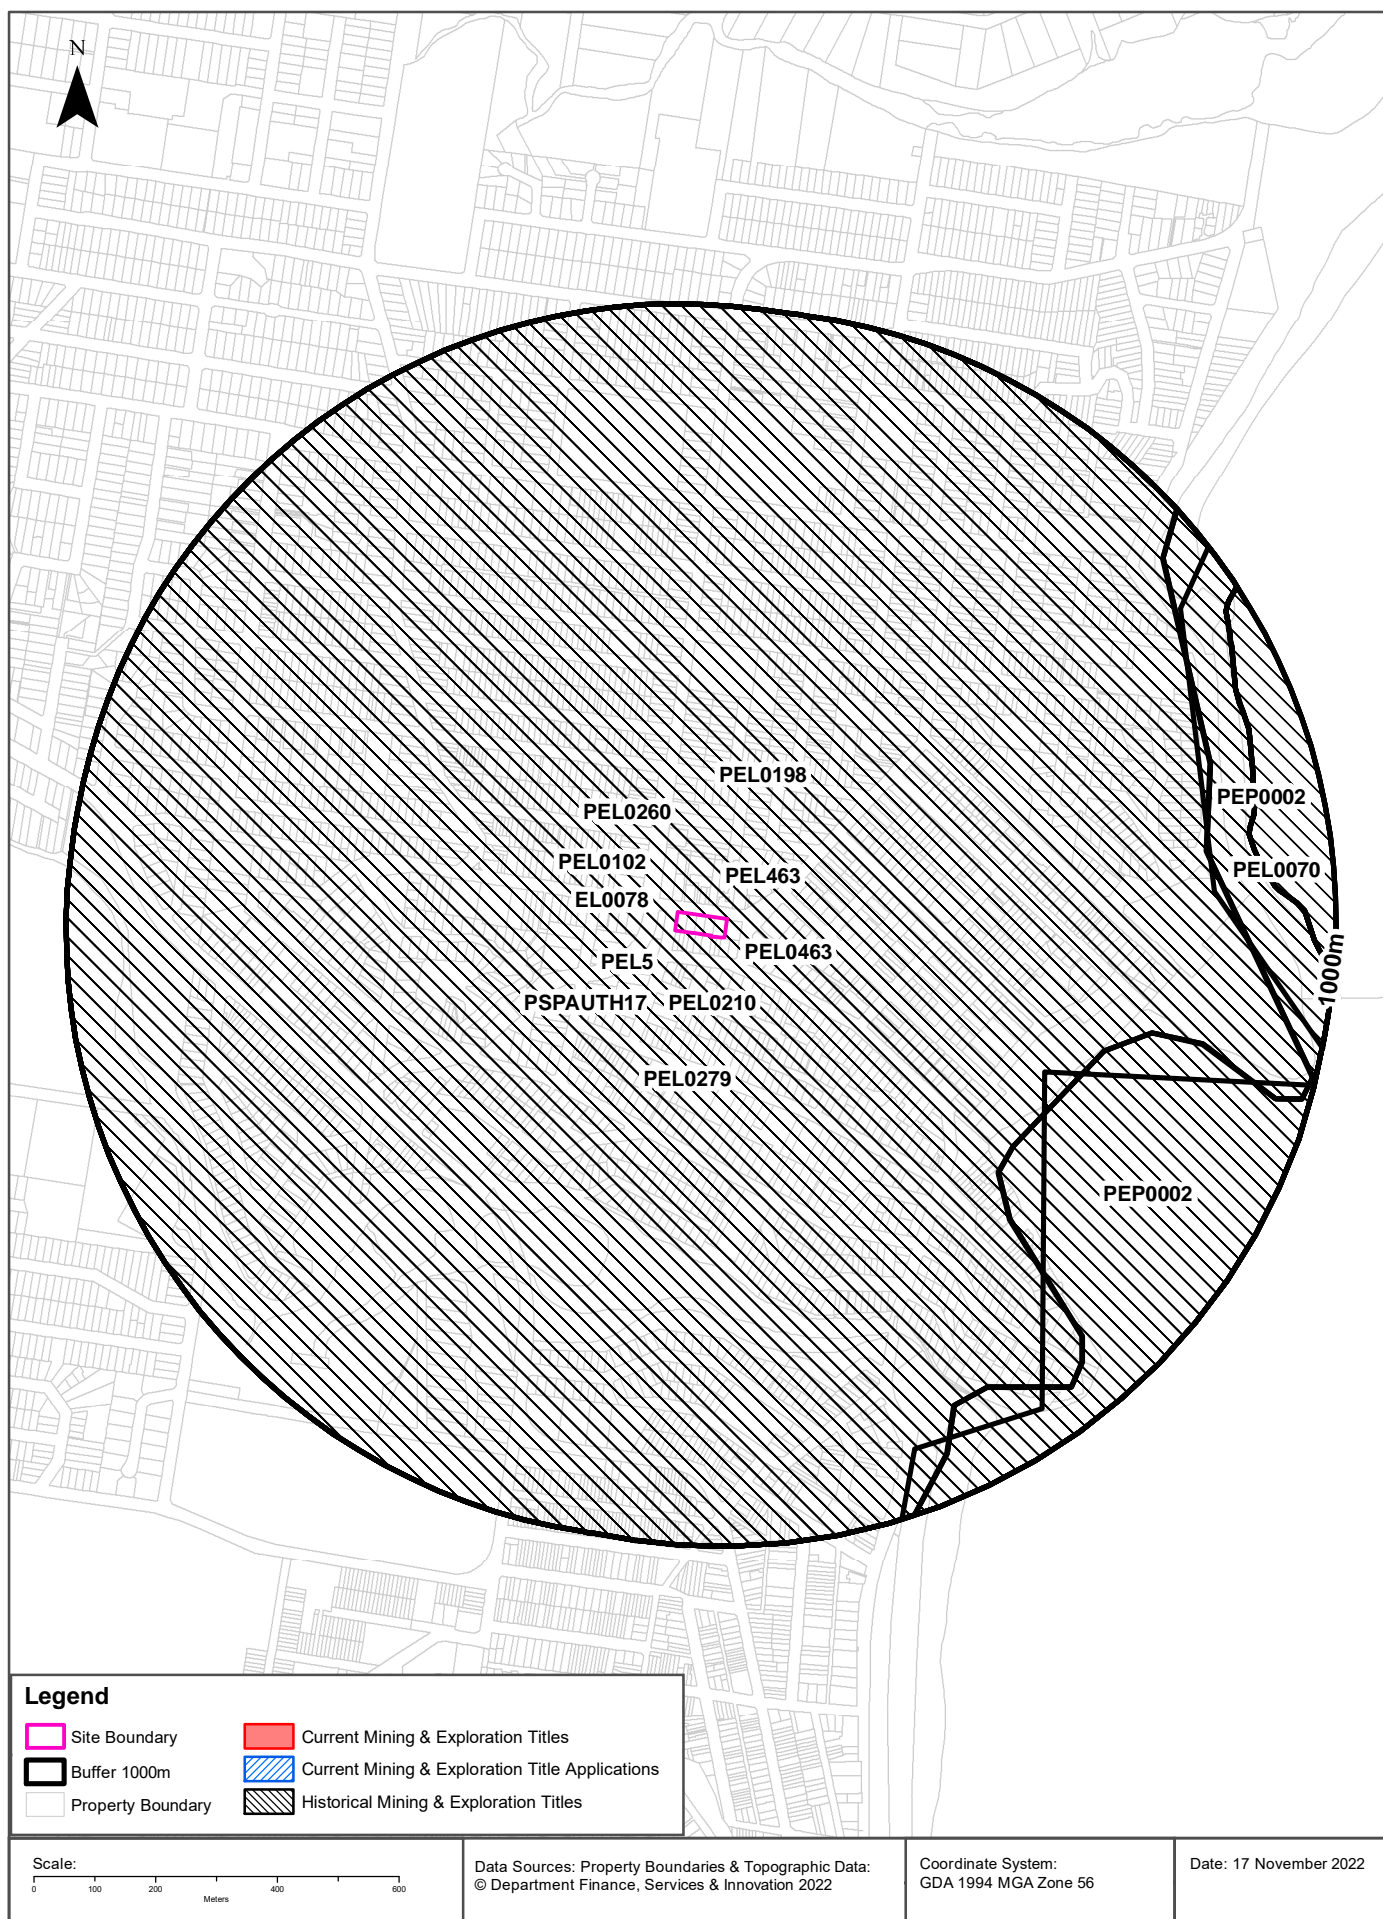 N
PEL0198
PEL0260
PEP0002
PEL0102
PEL463
PEL0070
EL0078
PEL0463
PEL5
1000m
PSPAUTH17
PEL0210
PEL0279
PEP0002
Legend
Site Boundary
Current Mining & Exploration Titles
Buffer 1000m
Current Mining & Exploration Title Applications
Property Boundary
Historical Mining & Exploration Titles
Scale:
0 100 200 400 600
Meters
Data Sources: Property Boundaries & Topographic Data:
© Department Finance, Services & Innovation 2022
Coordinate System:
GDA 1994 MGA Zone 56
Date: 17 November 2022